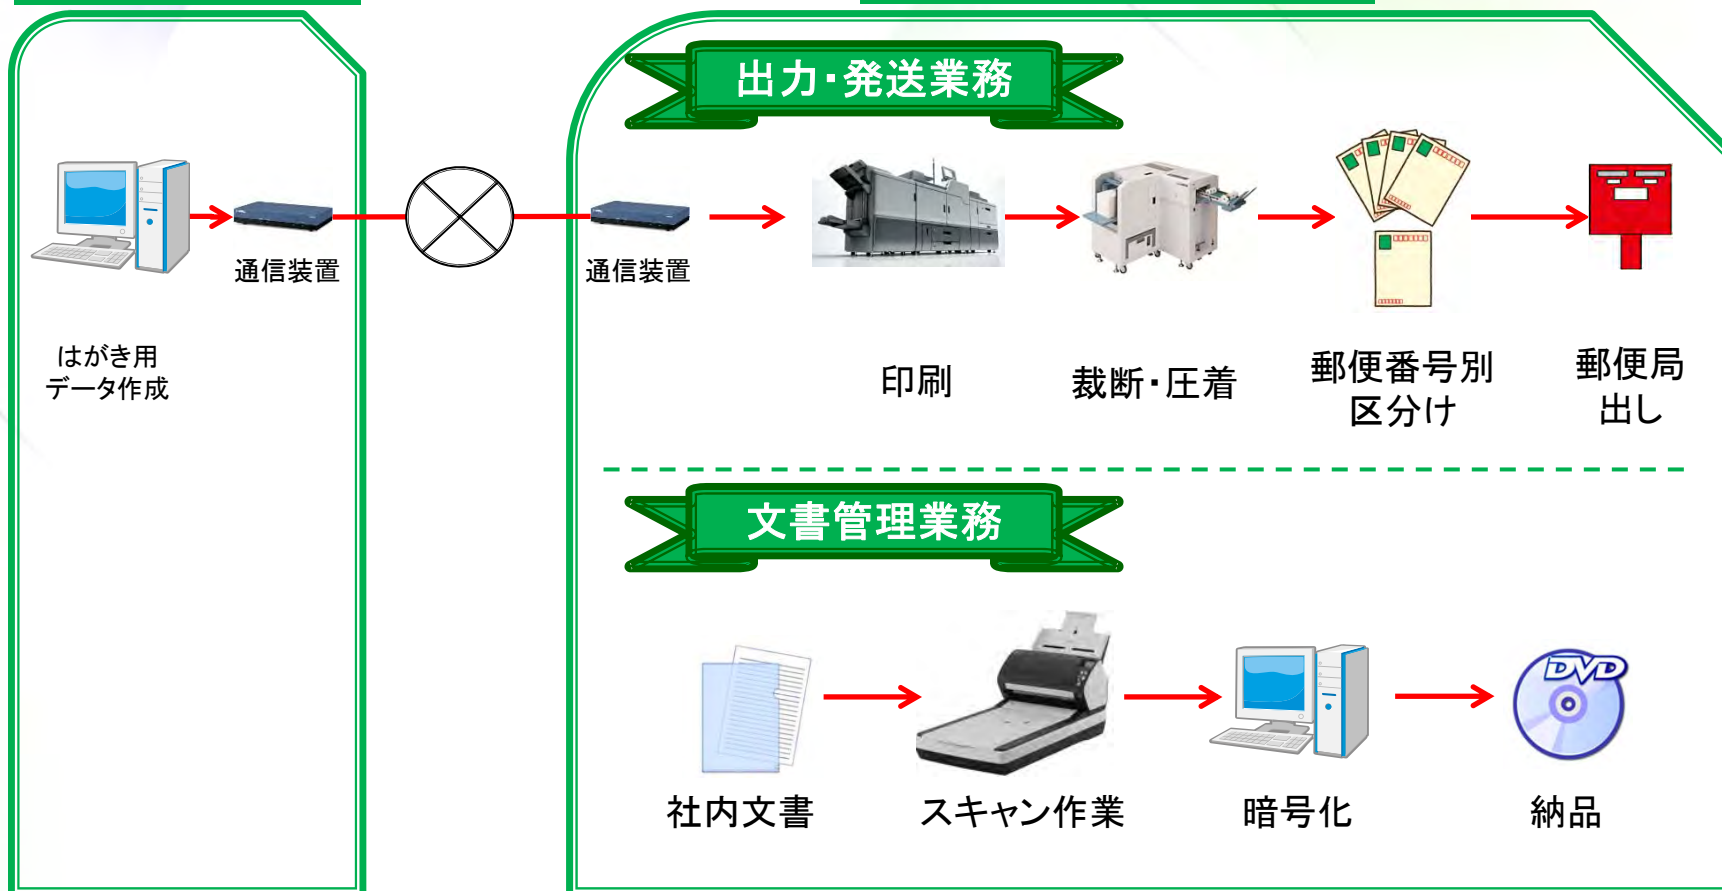 出力・発送業務
通信装置
通信装置
はがき用
データ作成
印刷
裁断・圧着
郵便番号別
区分け
郵便局
出し
文書管理業務
DVD
社内文書
スキャン作業
暗号化
納品